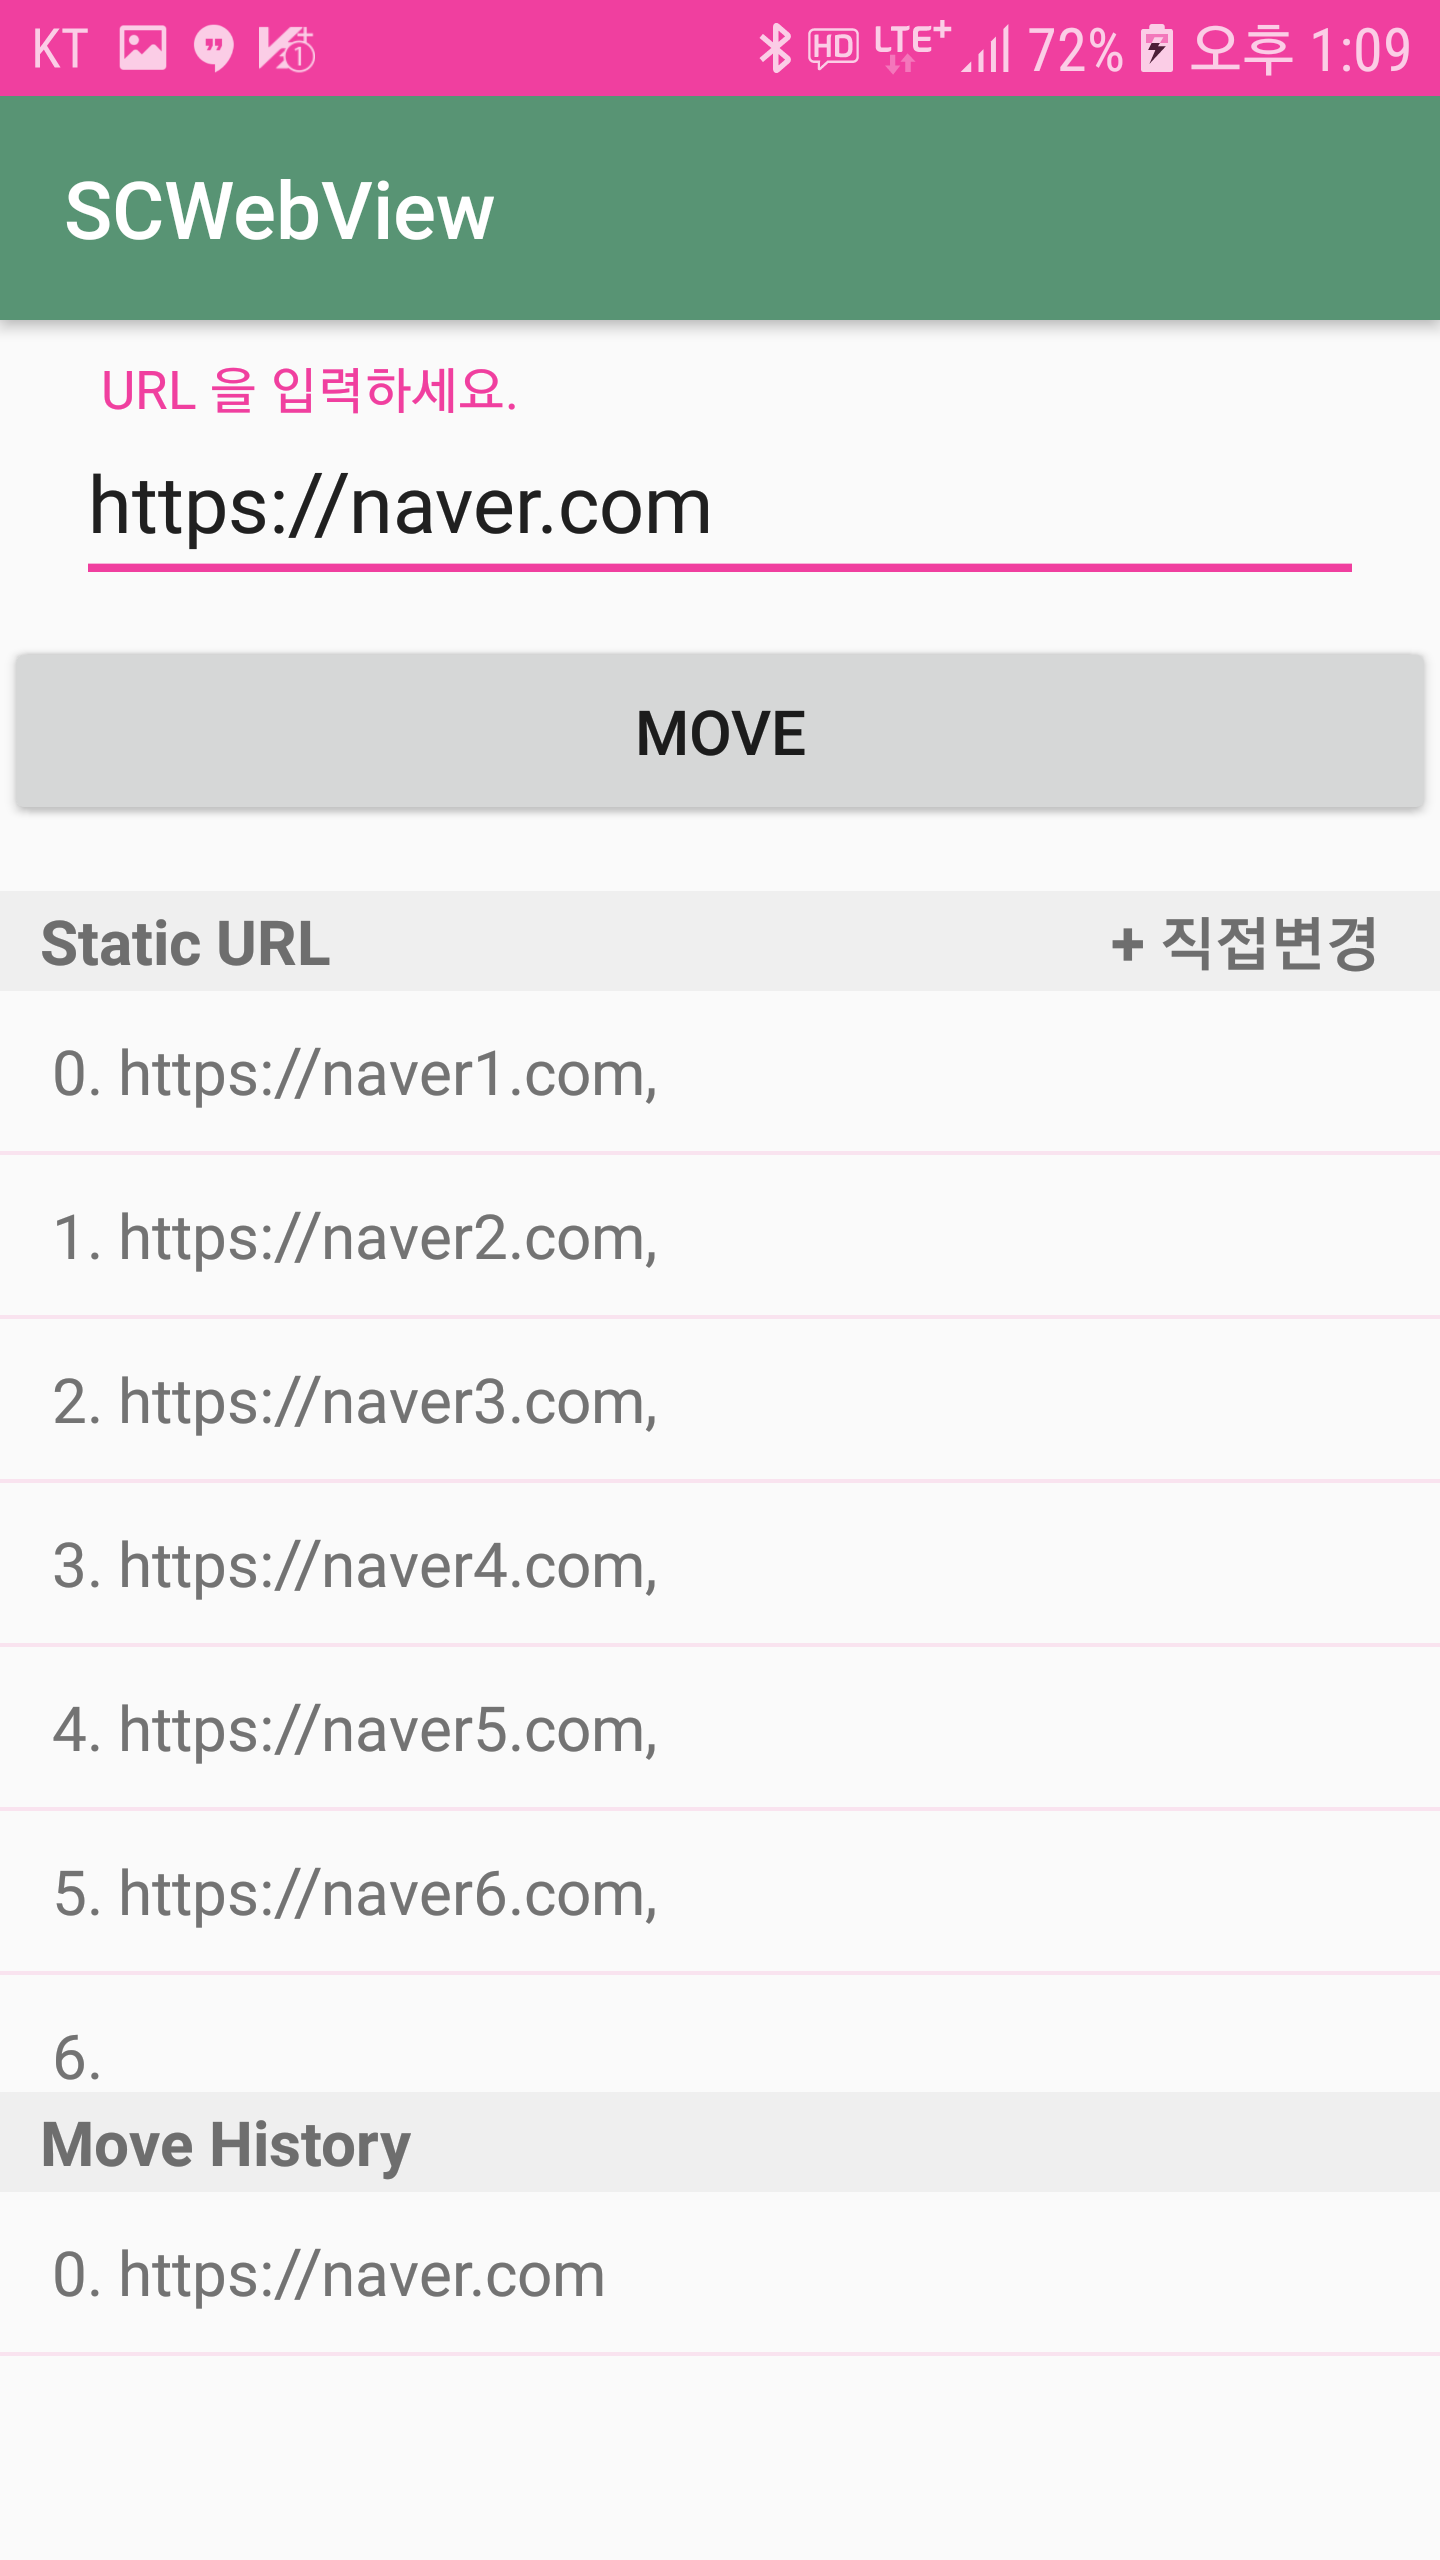 KT 1 HD LTE+ 72% 오후 1:09
SCWebView
URL 을 입력하세요.
https://naver.com
MOVE
Static URL + 직접변경
0. https://naver1.com,
1. https://naver2.com,
2. https://naver3.com,
3. https://naver4.com,
4. https://naver5.com,
5. https://naver6.com,
6.
Move History
0. https://naver.com